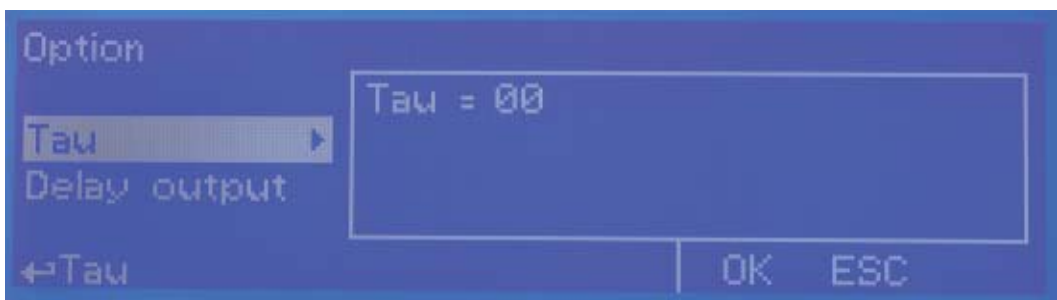 Option
Tau = 00
Tau
Delay output
↵Tau
OK ESC